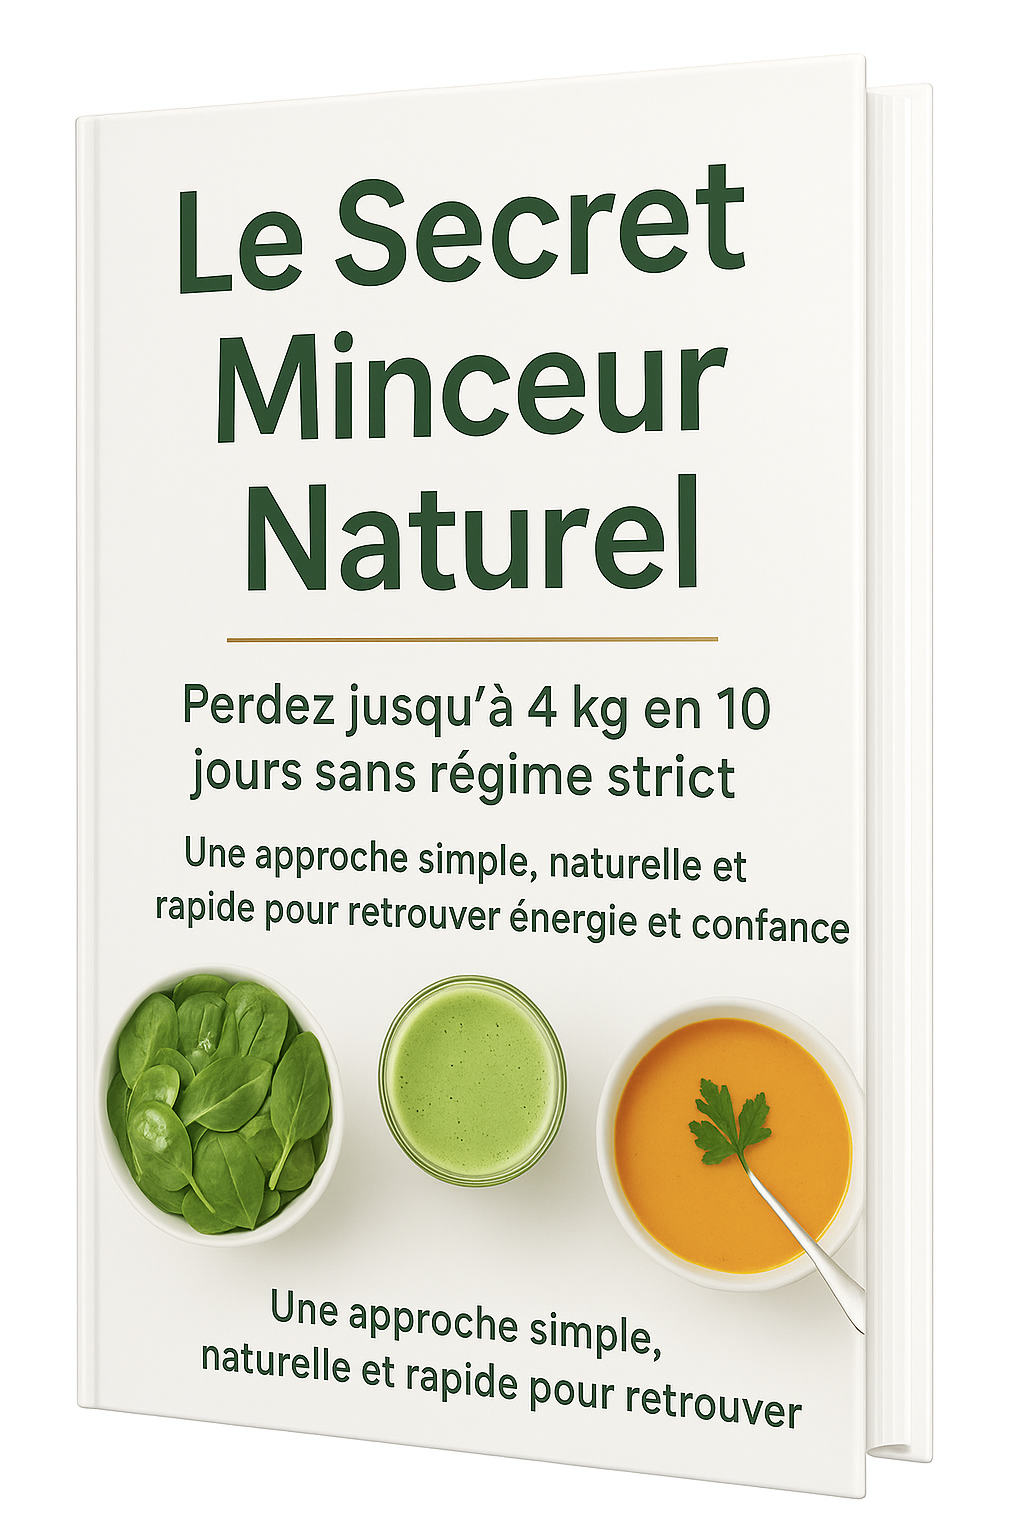 Le Secret
Minceur
Naturel
Perdez jusqu’à 4 kg en 10
jours sans régime strict
Une approche simple, naturelle et
rapide pour retrouver énergie et confance
Une approche simple,
naturelle et rapide pour retrouver